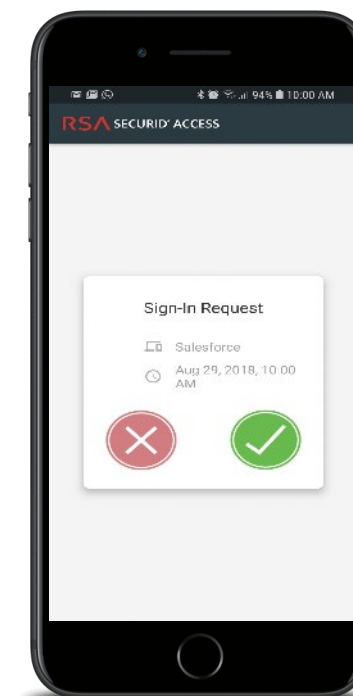 94% 10:00 AM
RSA SECURID® ACCESS
Sign-In Request
Salesforce
Aug 29, 2018, 10:00
AM